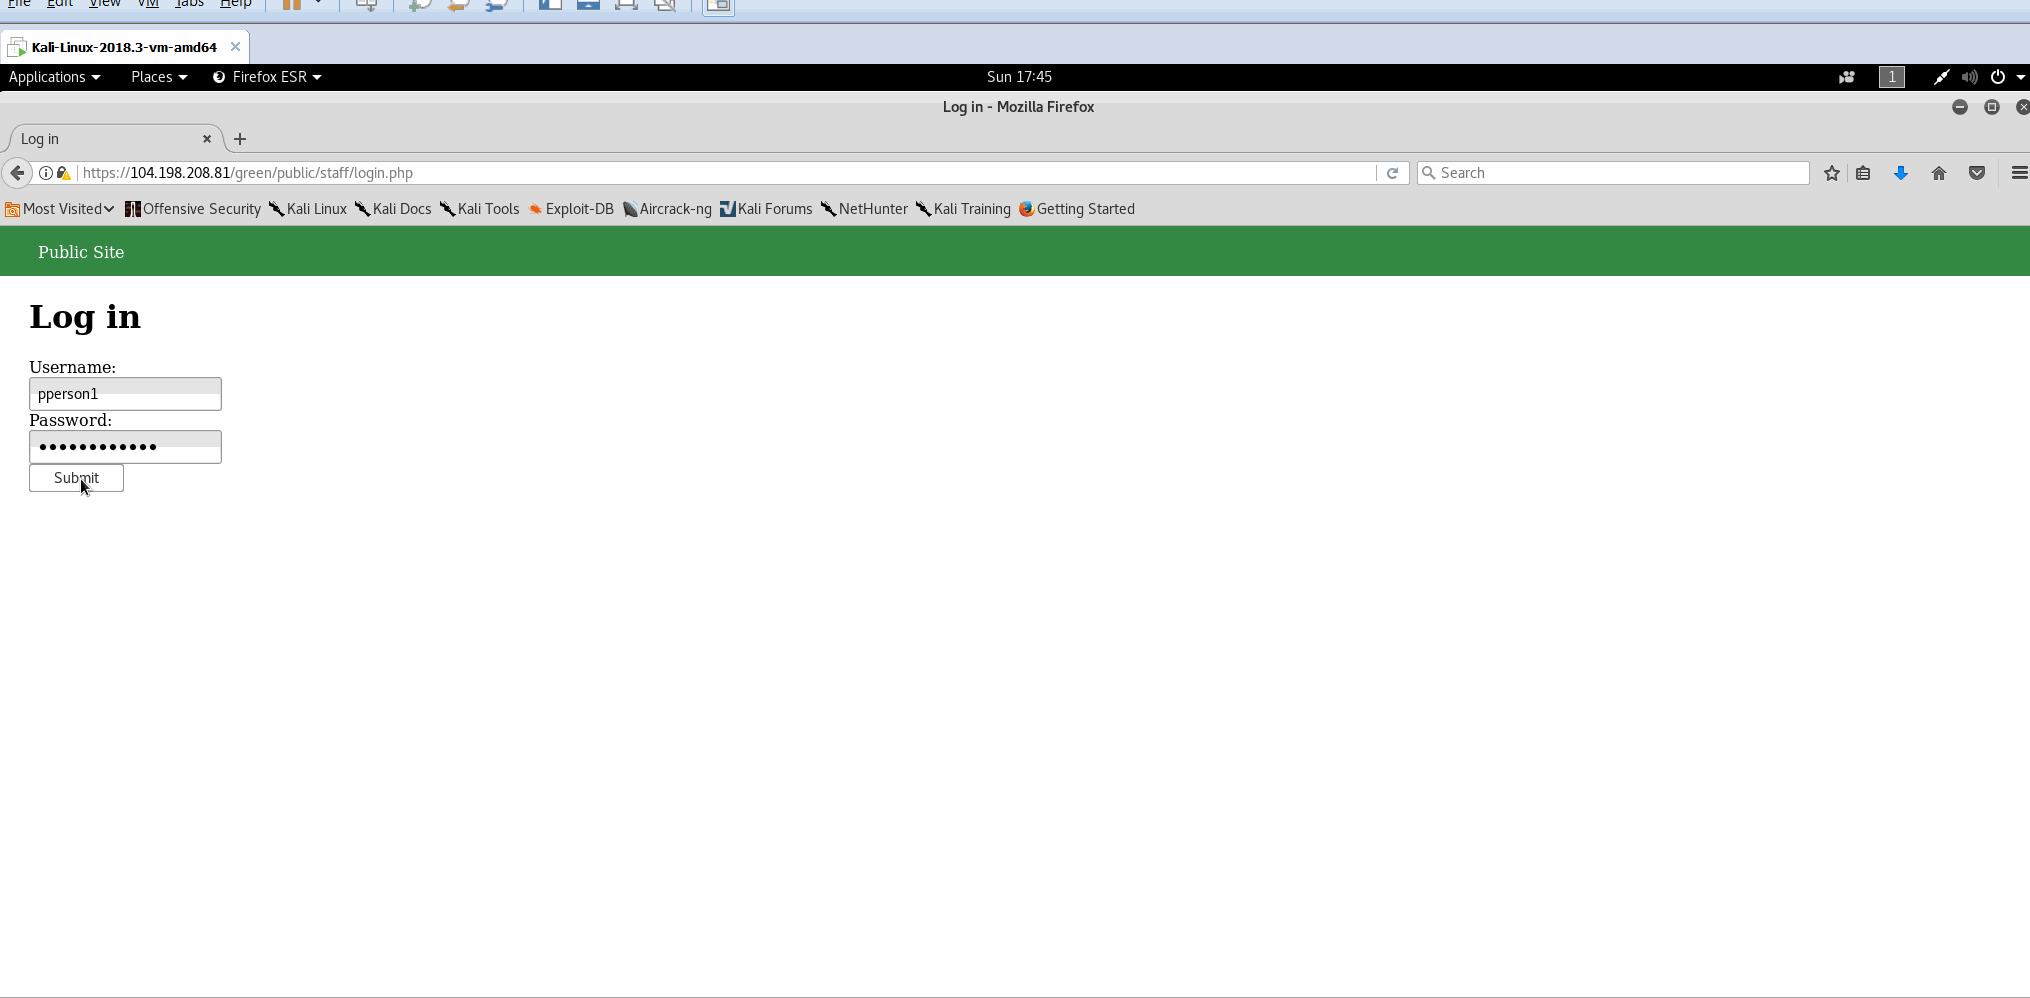 File Edit View VM Tabs Help
Kali-Linux-2018.3-vm-amd64
Applications Places Firefox ESR Sun 17:45 1
Log in - Mozilla Firefox
Log in
https://104.198.208.81/green/public/staff/login.php Search
Most Visited Offensive Security Kali Linux Kali Docs Kali Tools Exploit-DB Aircrack-ng Kali Forums NetHunter Kali Training Getting Started
Public Site
Log in
Username:
pperson1
Password:
Submit